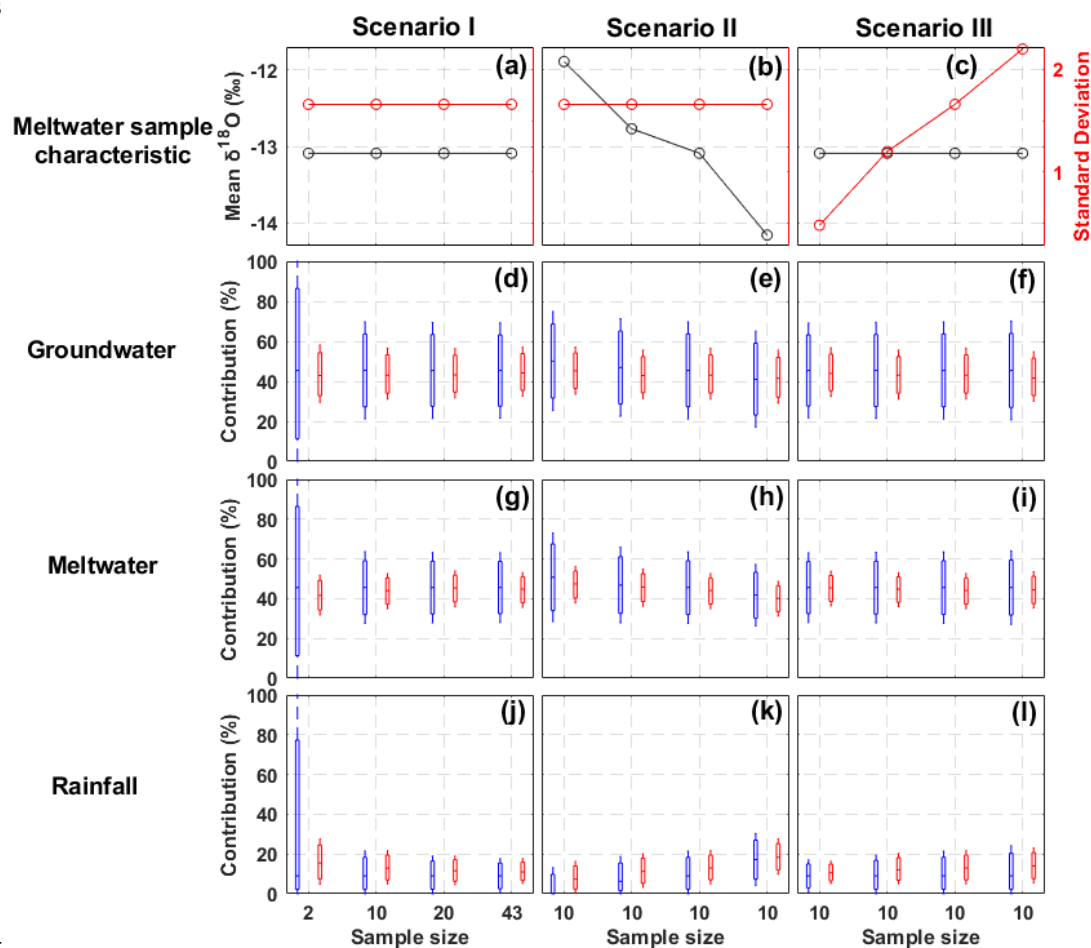 Scenario I Scenario II Scenario III
Meltwater sample
characteristic
Mean δ18O (‰)
-12
-13
-14
(a) (b) (c)
2
1
Standard Deviation
Groundwater
Contribution (%)
100
80
60
40
20
0
(d) (e) (f)
Meltwater
Contribution (%)
100
80
60
40
20
0
(g) (h) (i)
Rainfall
Contribution (%)
100
80
60
40
20
0
(j) (k) (l)
2 10 20 43 10 10 10 10 10 10 10 10
Sample size Sample size Sample size